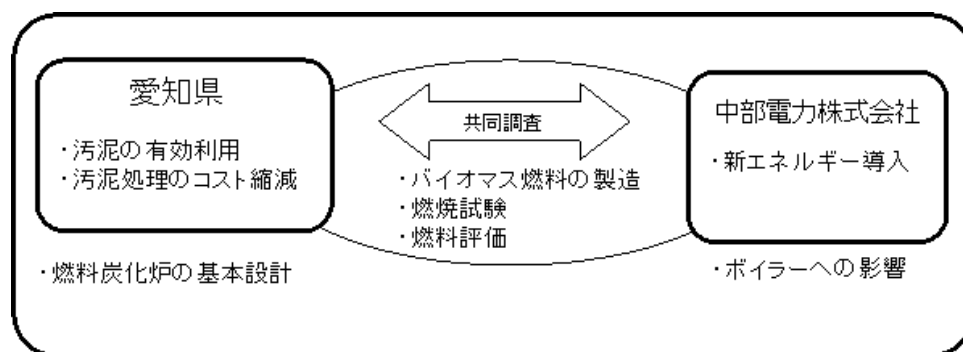 愛知県
・汚泥の有効利用
・汚泥処理のコスト縮減
・燃料炭化炉の基本設計
共同調査
・バイオマス燃料の製造
・燃焼試験
・燃料評価
中部電力株式会社
・新エネルギー導入
・ボイラーへの影響